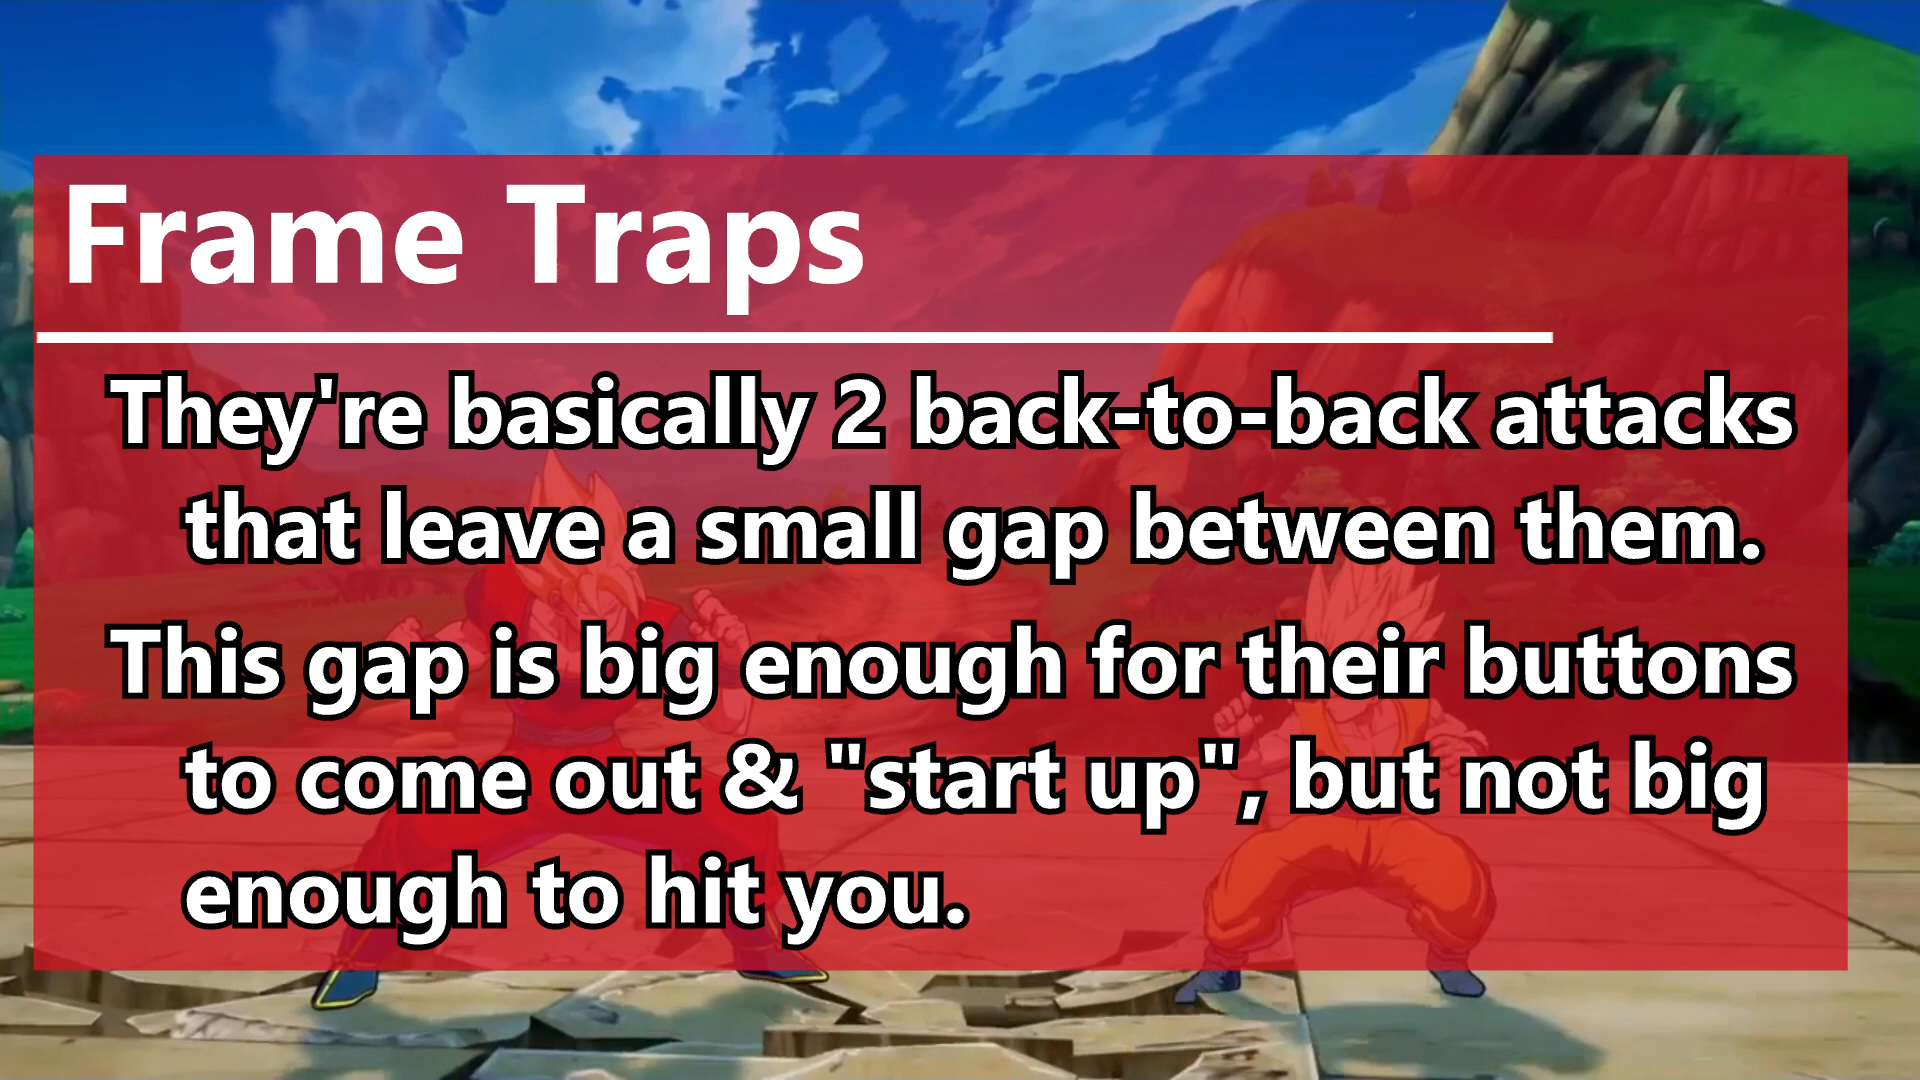 Frame Traps
They're basically 2 back-to-back attacks
that leave a small gap between them.
This gap is big enough for their buttons
to come out & "start up", but not big
enough to hit you.